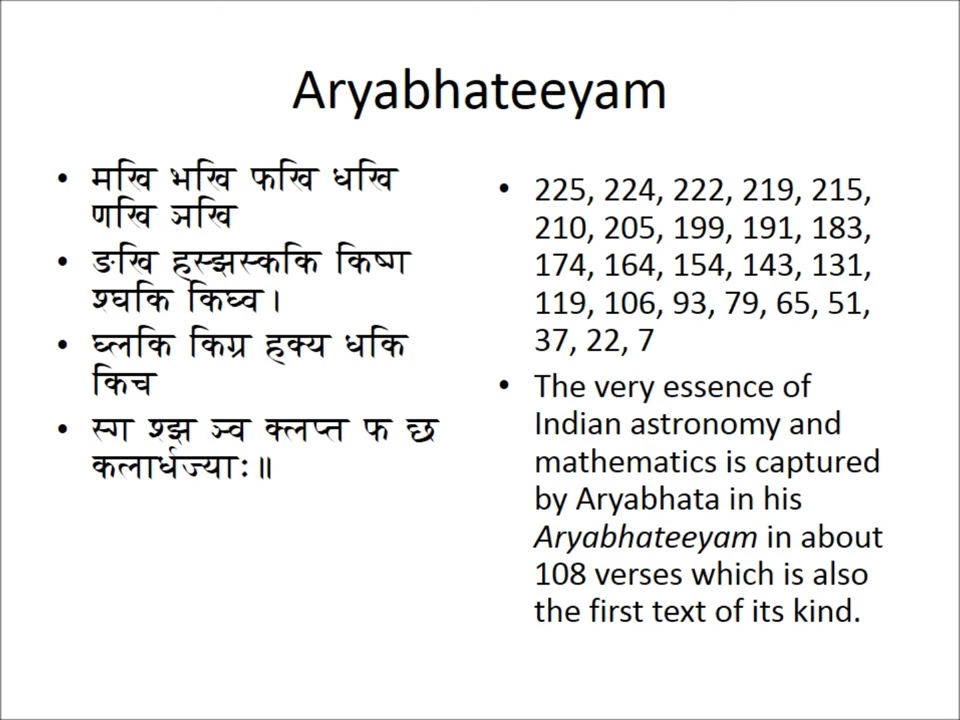 Aryabhateeyam
• मखि भखि फखि धखि
णखि ञखि
• ङखि हस्झस्ककि किष्ग
श्घकि किघ्व।
• घ्लकि किग्र हक्य धकि
किच
• स्ग श्झ ञ्व क्लप्त फ छ
कलार्धज्याः॥
• 225, 224, 222, 219, 215,
210, 205, 199, 191, 183,
174, 164, 154, 143, 131,
119, 106, 93, 79, 65, 51,
37, 22, 7
• The very essence of
Indian astronomy and
mathematics is captured
by Aryabhata in his
Aryabhateeyam in about
108 verses which is also
the first text of its kind.